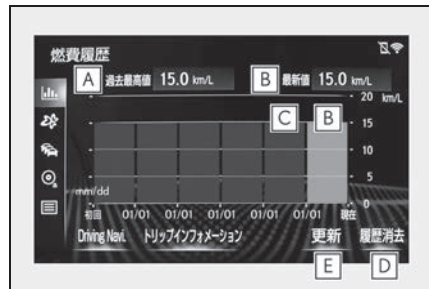 燃費履歴
A 過去最高値 15.0 km/L B 最新値 15.0 km/L
20 km/L
C B
15
10
5
mm/dd
0
初回 01/01 01/01 01/01 01/01 01/01 現在
Driving Navi. トリップインフォメーション 更新 履歴消去
E D